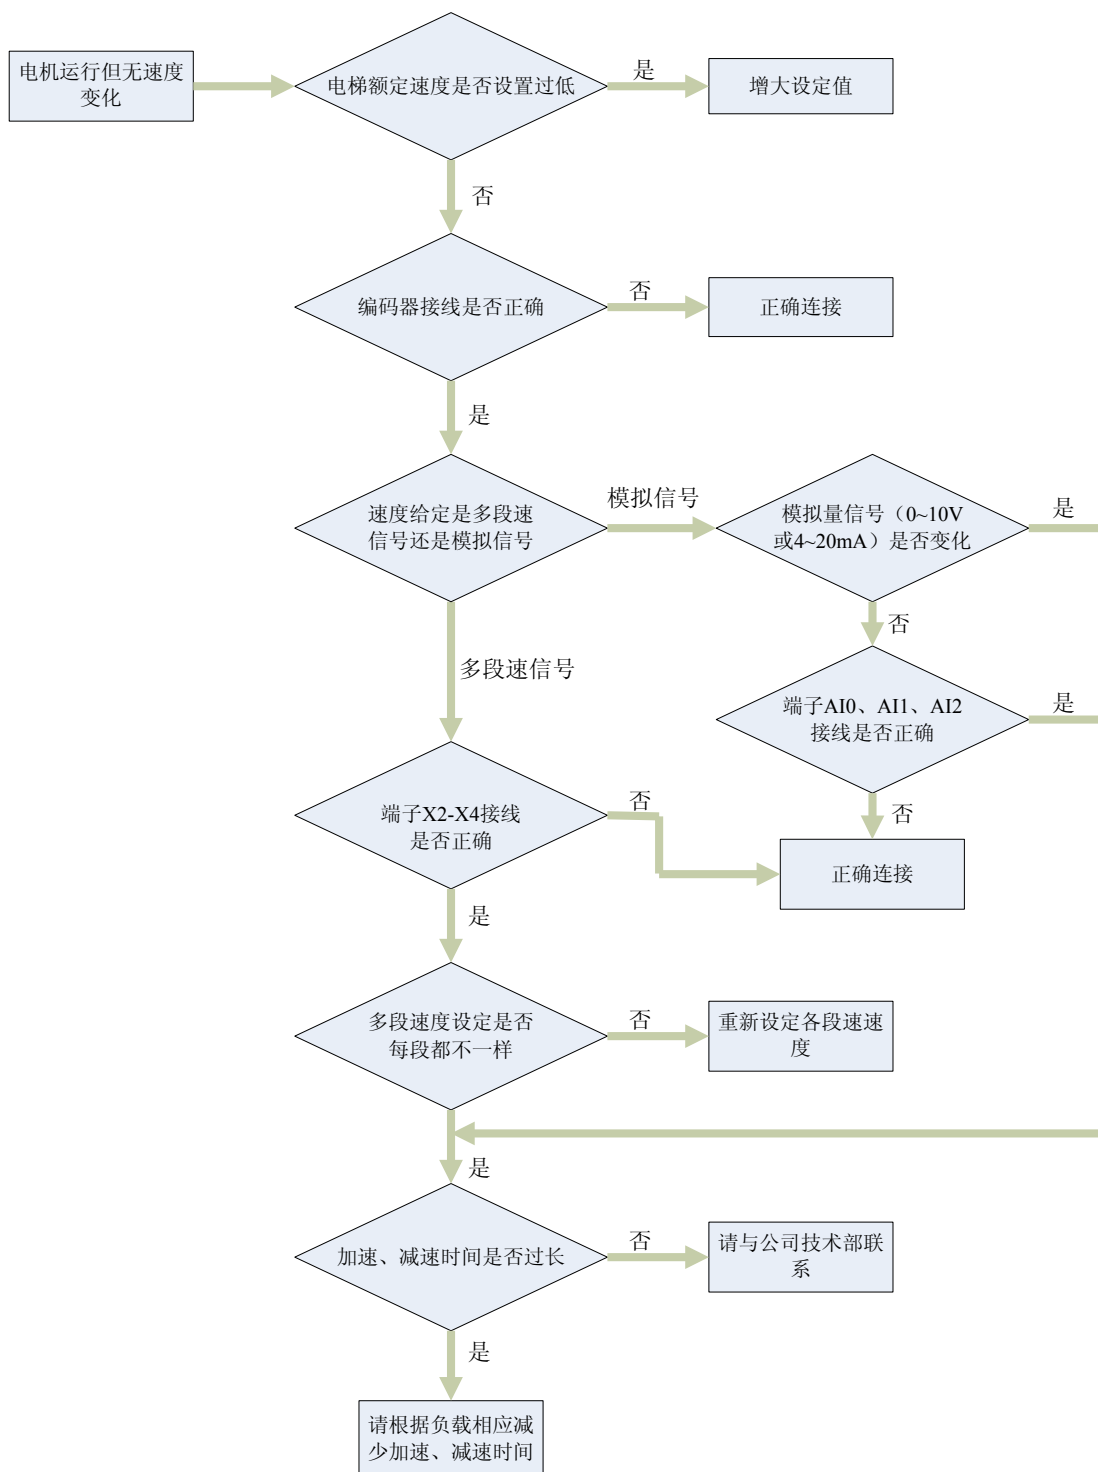 电机运行但无速度
变化
电梯额定速度是否设置过低
是
增大设定值
否
编码器接线是否正确
否
正确连接
是
速度给定是多段速
信号还是模拟信号
模拟信号
模拟量信号（0~10V
或4~20mA）是否变化
是
否
多段速信号
端子AI0、AI1、AI2
接线是否正确
是
否
端子X2-X4接线
是否正确
否
正确连接
是
多段速度设定是否
每段都不一样
否
重新设定各段速速
度
是
加速、减速时间是否过长
否
请与公司技术部联
系
是
请根据负载相应减
少加速、减速时间